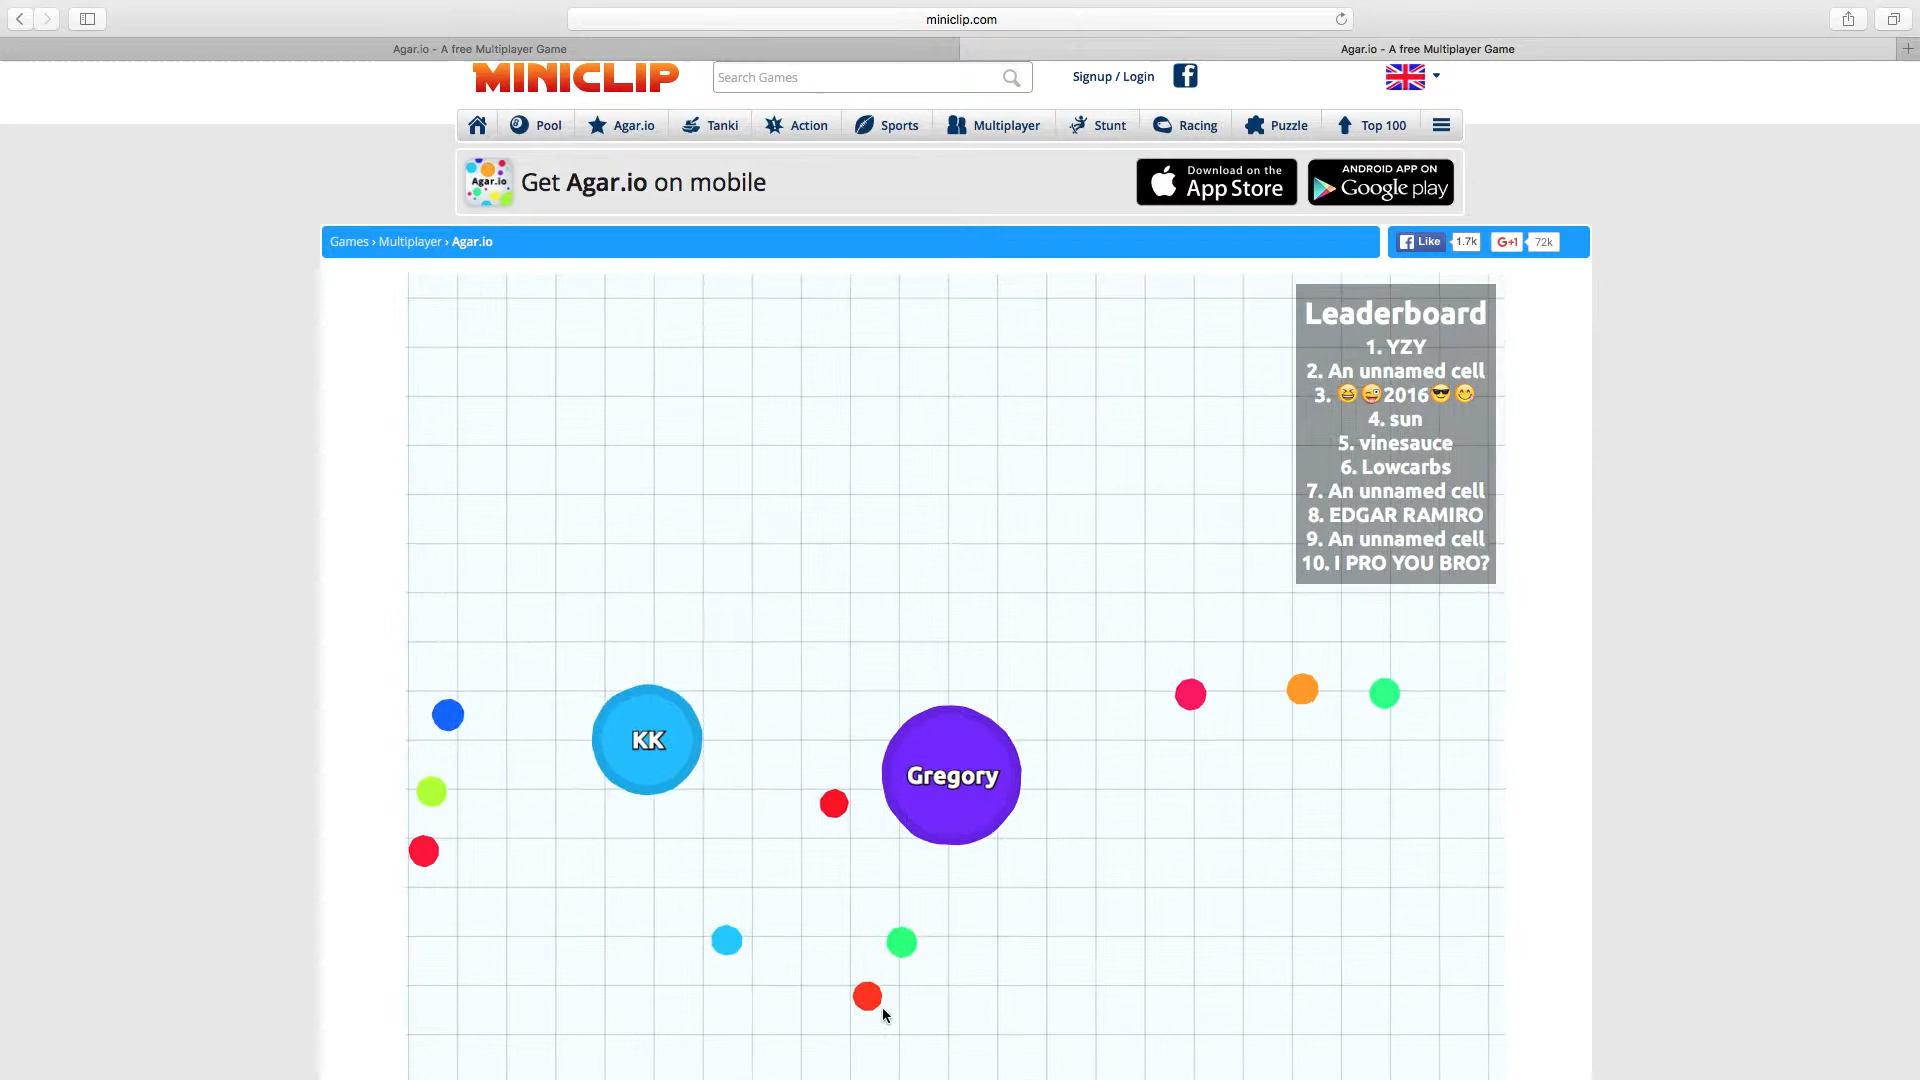 miniclip.com
Agar.io - A free Multiplayer Game
Agar.io - A free Multiplayer Game
MINICLIP
Search Games
Signup / Login
Pool
Agar.io
Tanki
Action
Sports
Multiplayer
Stunt
Racing
Puzzle
Top 100
Agar.io
Get Agar.io on mobile
Download on the
App Store
ANDROID APP ON
Google play
Games › Multiplayer › Agar.io
Like
1.7k
G+1
72k
Leaderboard
1. YZY
2. An unnamed cell
3. 😆😜2016😎😋
4. sun
5. vinesauce
6. Lowcarbs
7. An unnamed cell
8. EDGAR RAMIRO
9. An unnamed cell
10. I PRO YOU BRO?
KK
Gregory